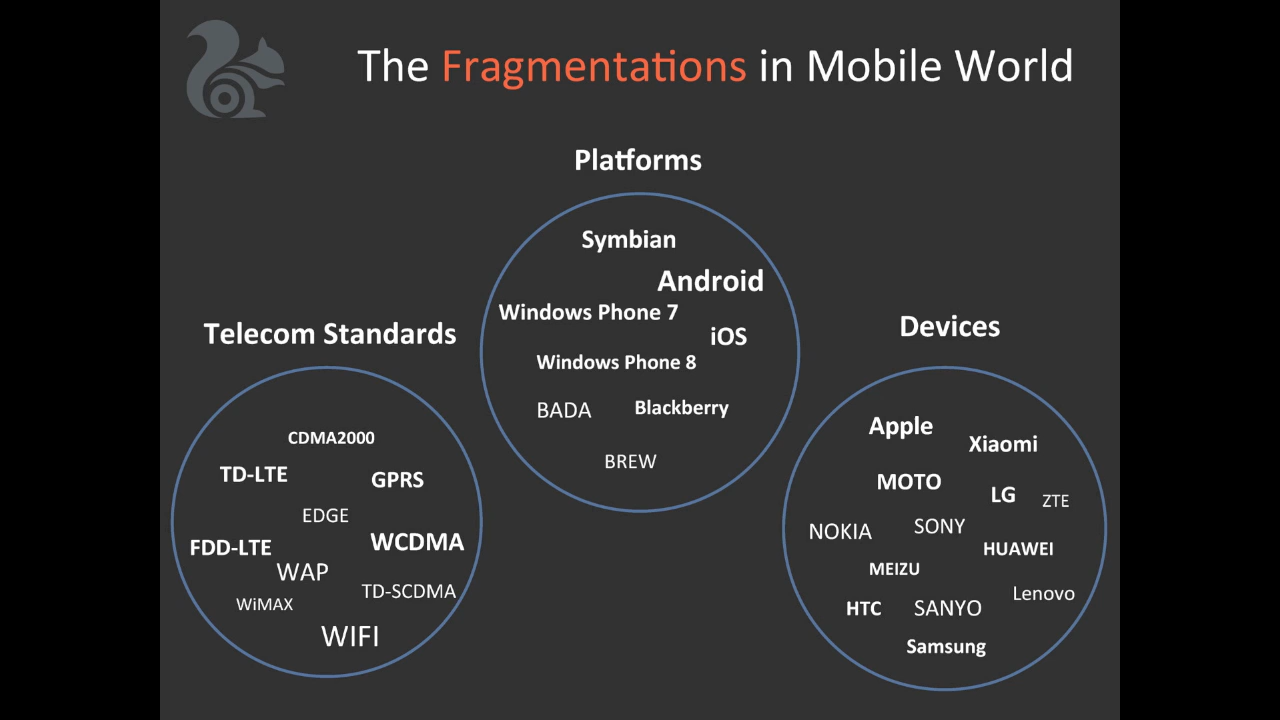 The Fragmentations in Mobile World
Platforms
Symbian
Android
Windows Phone 7
iOS
Windows Phone 8
BADA
Blackberry
BREW
Telecom Standards
CDMA2000
TD-LTE
GPRS
EDGE
FDD-LTE
WCDMA
WAP
TD-SCDMA
WiMAX
WIFI
Devices
Apple
Xiaomi
MOTO
LG
ZTE
NOKIA
SONY
HUAWEI
MEIZU
Lenovo
HTC
SANYO
Samsung